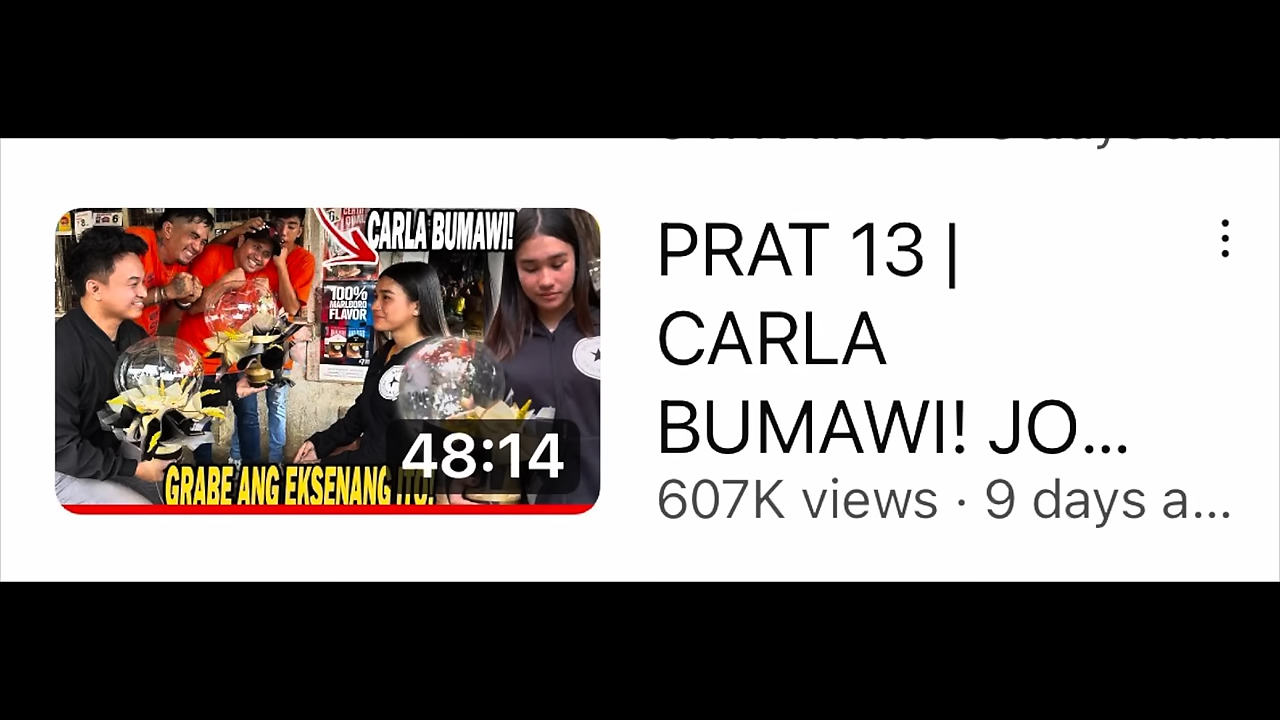 CARLA BUMAWI!!
100%
MARLBORO
FLAVOR
GRABE ANG EKSENANG ITO!
48:14
PRAT 13 |
CARLA
BUMAWI! JO...
607K views · 9 days a...